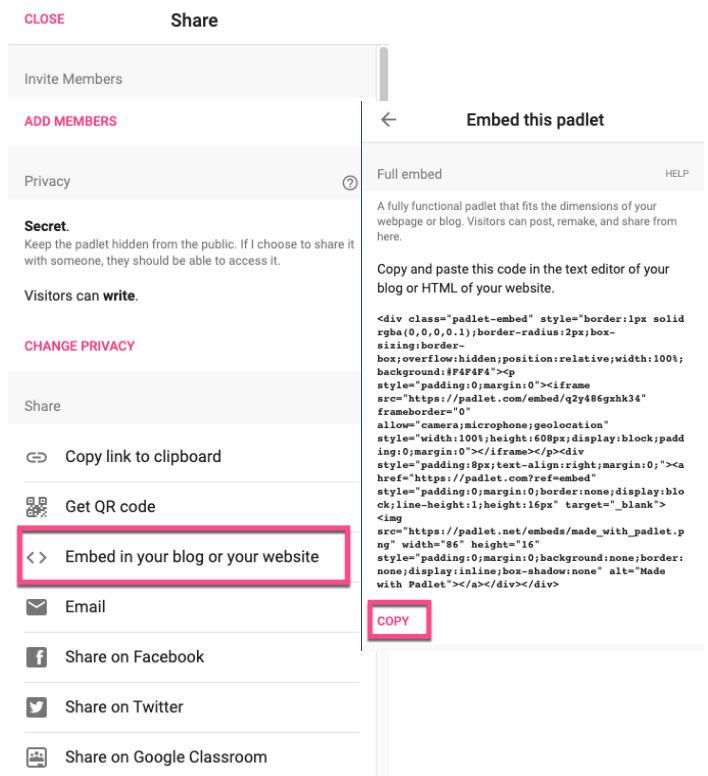 CLOSE
Share
Invite Members
ADD MEMBERS
Privacy
Secret.
Keep the padlet hidden from the public. If I choose to share it
with someone, they should be able to access it.
Visitors can write.
CHANGE PRIVACY
Share
Copy link to clipboard
Get QR code
Embed in your blog or your website
Email
Share on Facebook
Share on Twitter
Share on Google Classroom
Embed this padlet
Full embed
HELP
A fully functional padlet that fits the dimensions of your
webpage or blog. Visitors can post, remake, and share from
here.
Copy and paste this code in the text editor of your
blog or HTML of your website.
<div class="padlet-embed" style="border:1px solid
rgba(0,0,0,0.1);border-radius:2px;box-
sizing:border-
box;overflow:hidden;position:relative;width:100%;
background:#F4F4F4"><p
style="padding:0;margin:0"><iframe
src="https://padlet.com/embed/q2y486gxhk34"
frameborder="0"
allow="camera;microphone;geolocation"
style="width:100%;height:608px;display:block;padd
ing:0;margin:0"></iframe></p><div
style="padding:8px;text-align:right;margin:0;"><a
href="https://padlet.com?ref=embed"
style="padding:0;margin:0;border:none;display:blo
ck;line-height:1;height:16px" target="_blank">
<img
src="https://padlet.net/embeds/made_with_padlet.p
ng" width="86" height="16"
style="padding:0;margin:0;background:none;border:
none;display:inline;box-shadow:none" alt="Made
with Padlet"></a></div></div>
COPY